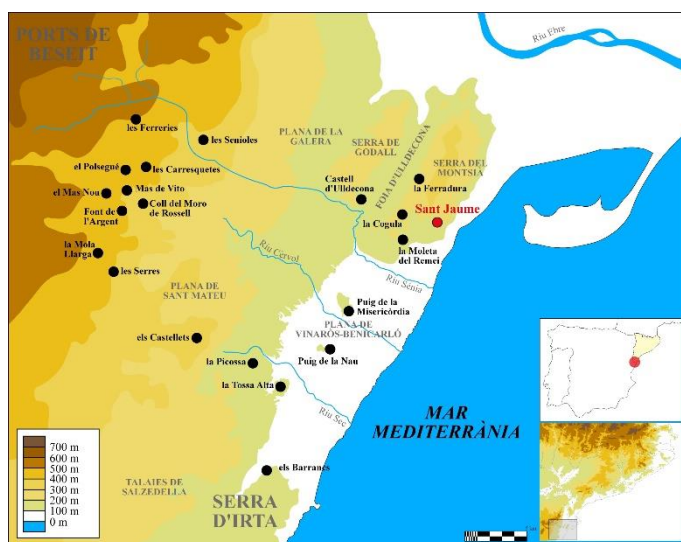 PORTS DE
BESEIT
Riu Ebre
les Ferreries
les Senioles
PLANA DE LA
GALERA
SERRA DE
GODALL
FOIA D'ULLDECONA
SERRA DEL
MONTSIÀ
el Polsegué
les Carresquetes
Castell
d'Ulldecona
la Ferradura
el Mas Nou
Mas de Vito
Font de
l'Argent
Coll del Moro
de Rossell
la Cogula
Sant Jaume
la Moleta
del Remei
la Mola
Llarga
les Serres
Riu Cérvol
Riu Sénia
PLANA DE
SANT MATEU
Puig de la
Misericòrdia
PLANA DE
VINARÒS-BENICARLÓ
els Castellets
Puig de la Nau
la Picossa
la Tossa Alta
Riu Sec
MAR
MEDITERRÀNIA
els Barrancs
TALAIES DE
SALZEDELLA
SERRA
D'IRTA
700 m
600 m
500 m
400 m
300 m
200 m
100 m
0 m